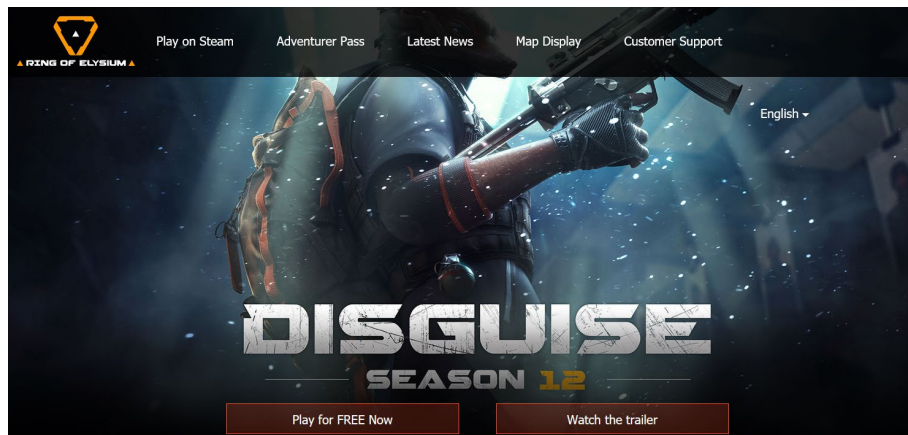 RING OF ELYSIUM
Play on Steam
Adventurer Pass
Latest News
Map Display
Customer Support
English
DISGUISE
SEASON 12
Play for FREE Now
Watch the trailer